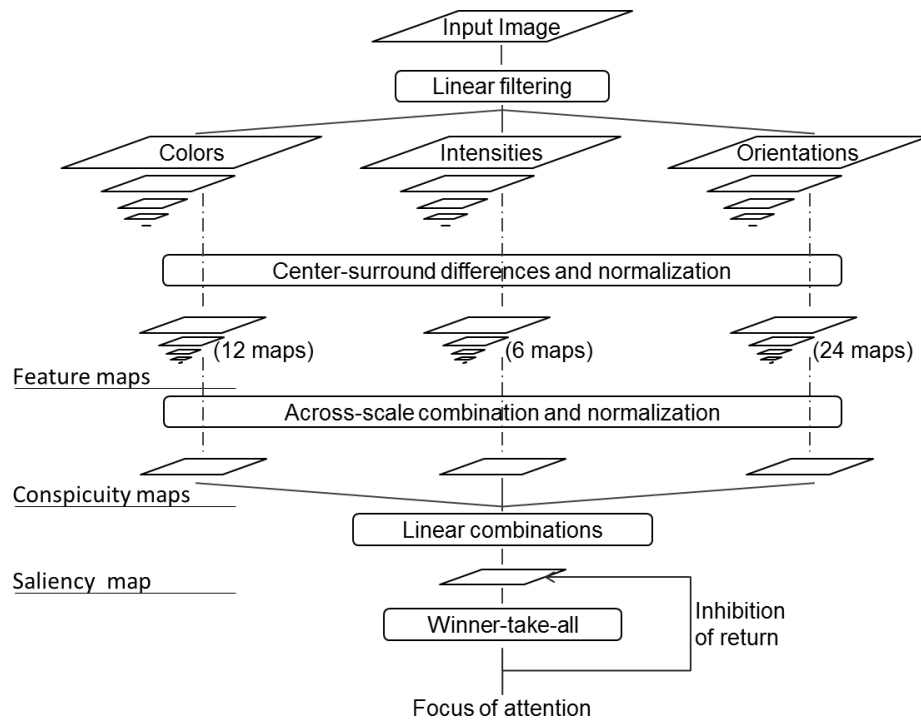 Input Image
Linear filtering
Colors
Intensities
Orientations
Center-surround differences and normalization
(12 maps)
(6 maps)
(24 maps)
Feature maps
Across-scale combination and normalization
Conspicuity maps
Linear combinations
Saliency map
Winner-take-all
Inhibition
of return
Focus of attention